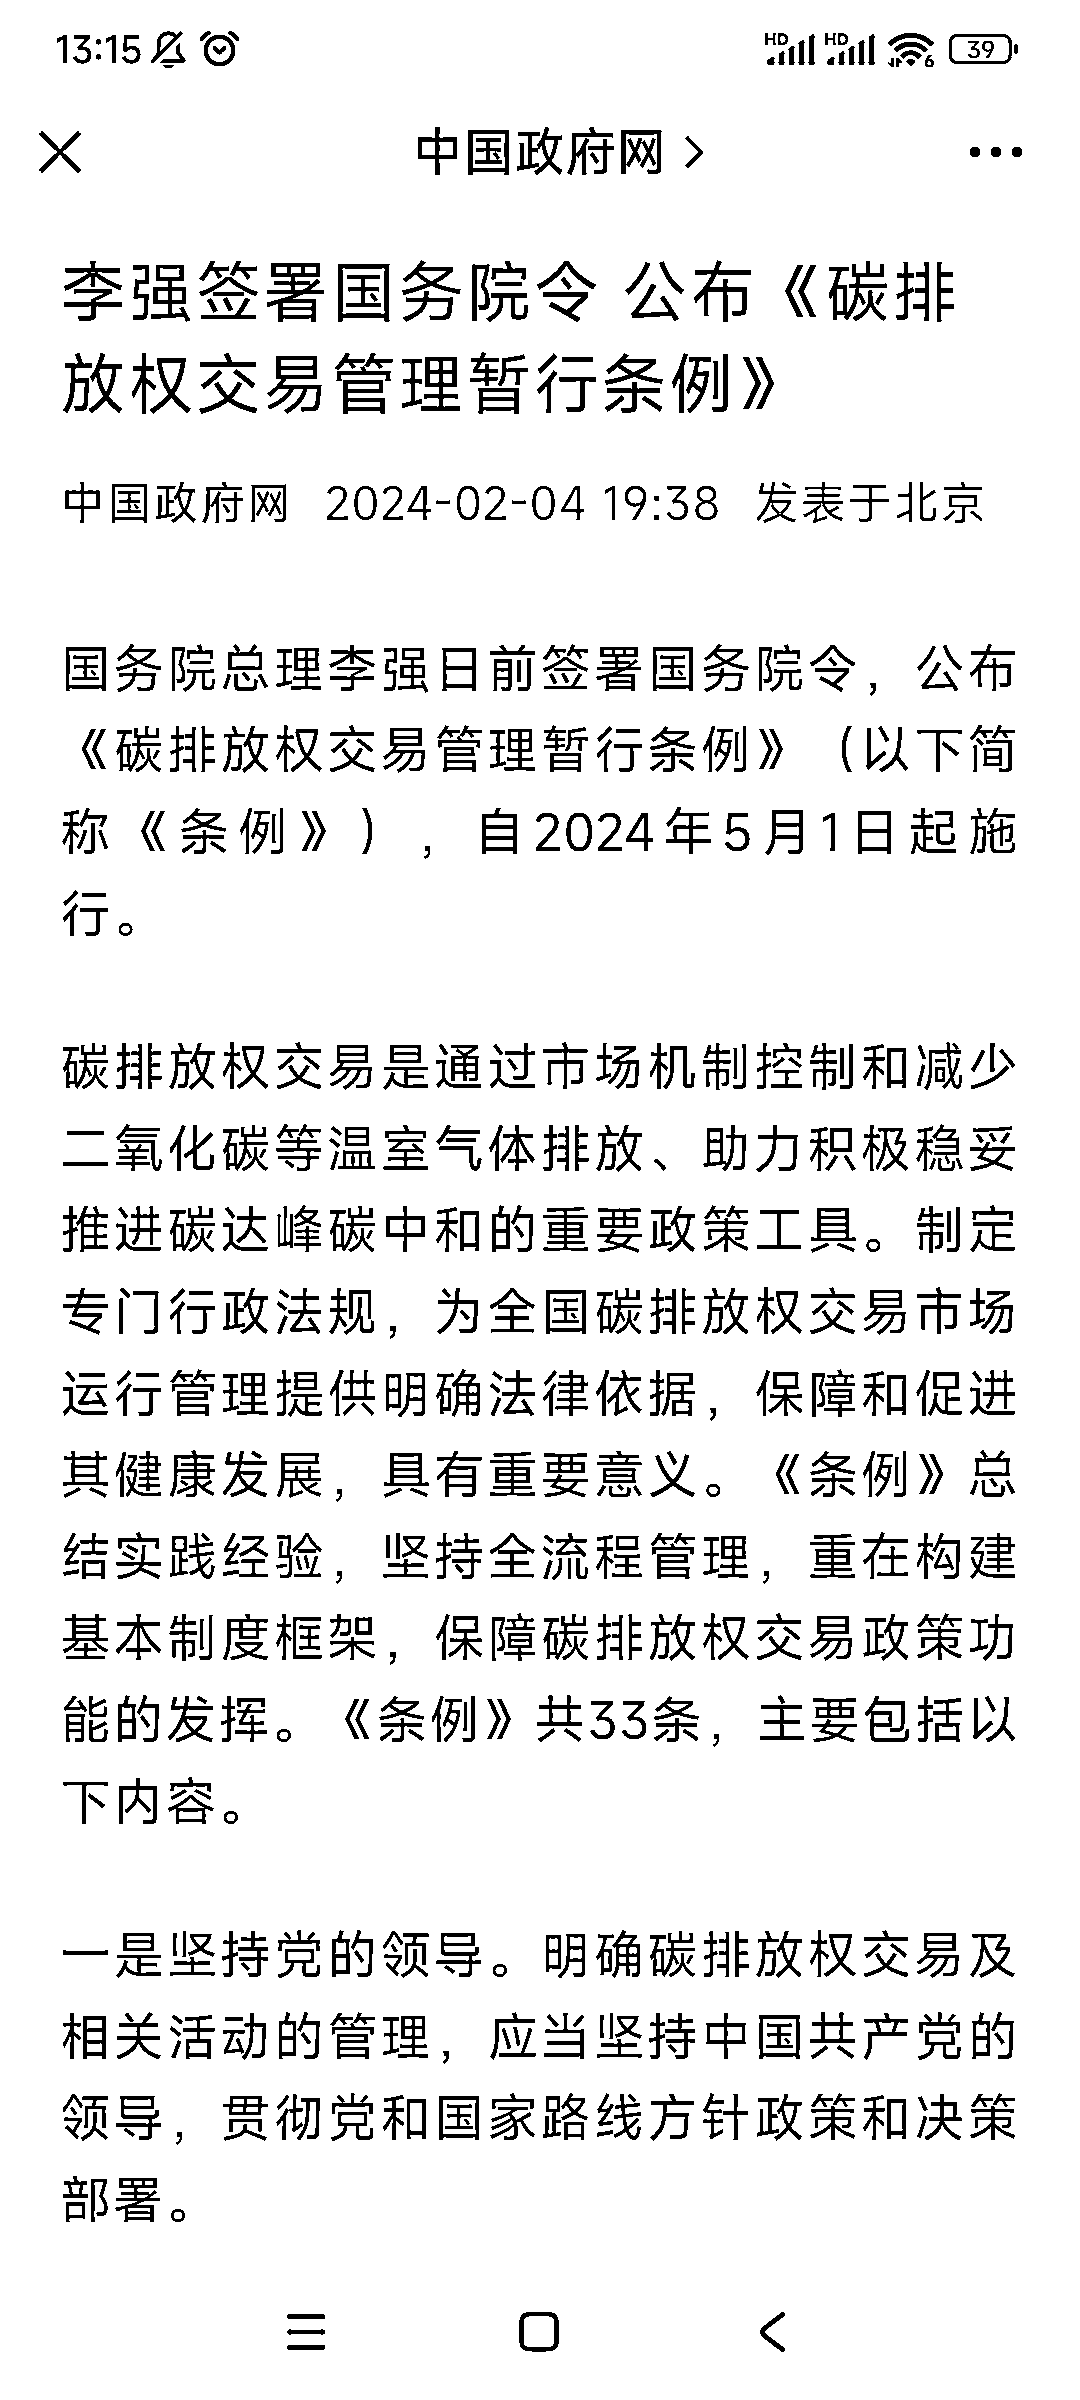 13:15 HD HD 6 39
中国政府网
李强签署国务院令 公布《碳排
放权交易管理暂行条例》
中国政府网 2024-02-04 19:38 发表于北京
国务院总理李强日前签署国务院令，公布
《碳排放权交易管理暂行条例》（以下简
称《条例》），自2024年5月1日起施
行。
碳排放权交易是通过市场机制控制和减少
二氧化碳等温室气体排放、助力积极稳妥
推进碳达峰碳中和的重要政策工具。制定
专门行政法规，为全国碳排放权交易市场
运行管理提供明确法律依据，保障和促进
其健康发展，具有重要意义。《条例》总
结实践经验，坚持全流程管理，重在构建
基本制度框架，保障碳排放权交易政策功
能的发挥。《条例》共33条，主要包括以
下内容。
一是坚持党的领导。明确碳排放权交易及
相关活动的管理，应当坚持中国共产党的
领导，贯彻党和国家路线方针政策和决策
部署。